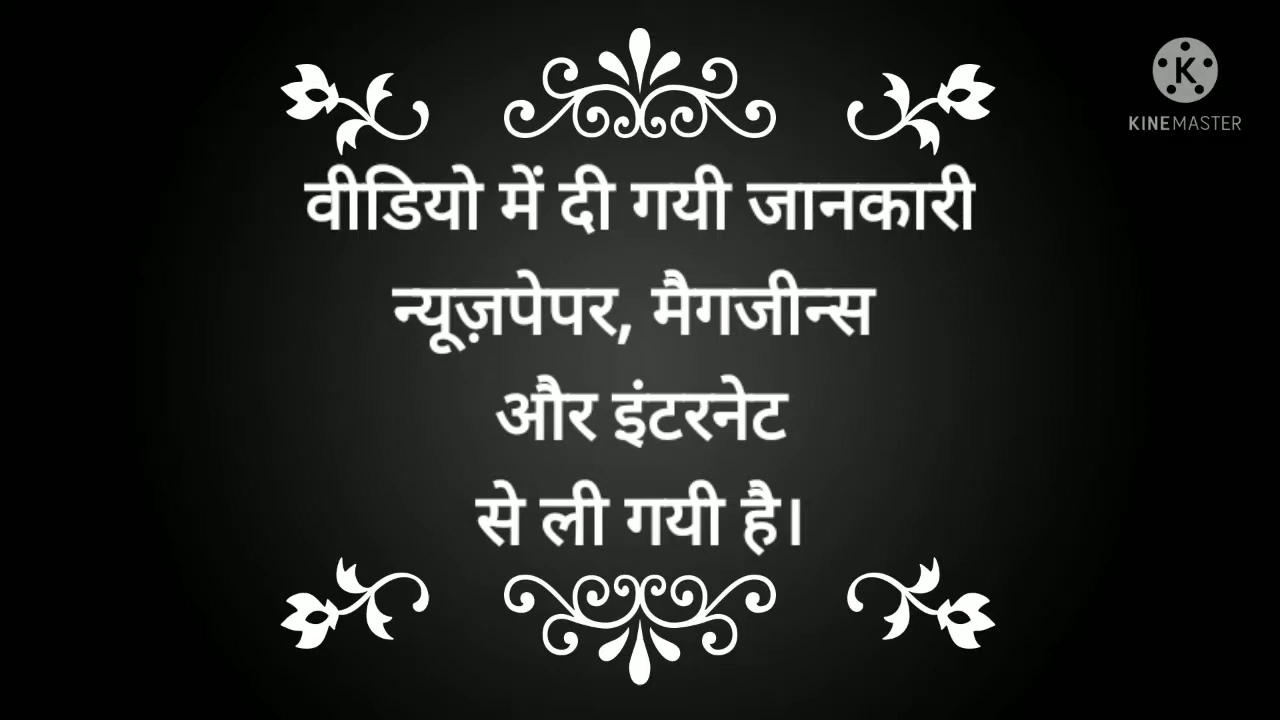 KINEMASTER
वीडियो में दी गयी जानकारी
न्यूज़पेपर, मैगजीन्स
और इंटरनेट
से ली गयी है।